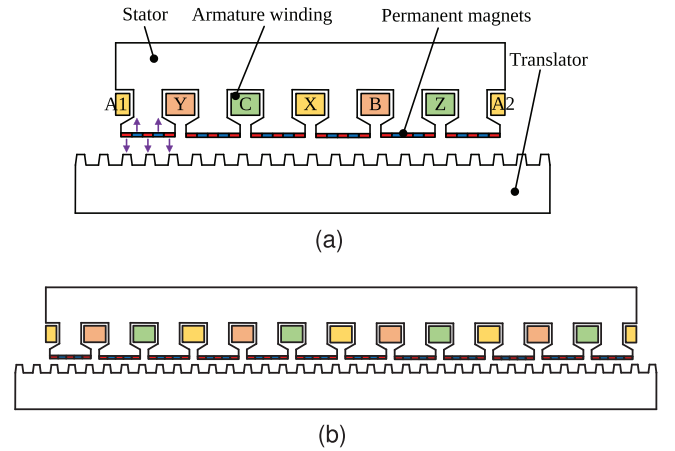 Stator Armature winding Permanent magnets
Translator
A1 Y C X B Z A2
(a)
(b)